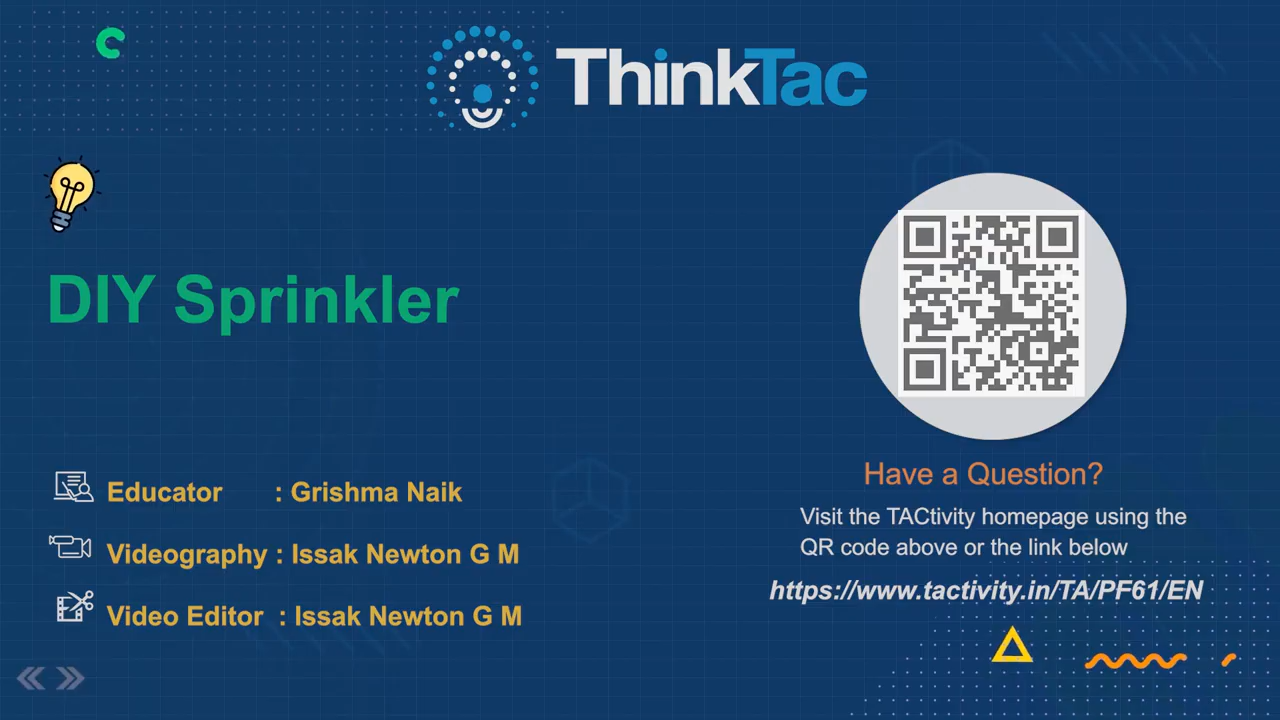 ThinkTac
DIY Sprinkler
Educator : Grishma Naik
Videography : Issak Newton G M
Video Editor : Issak Newton G M
Have a Question?
Visit the TACtivity homepage using the
QR code above or the link below
https://www.tactivity.in/TA/PF61/EN